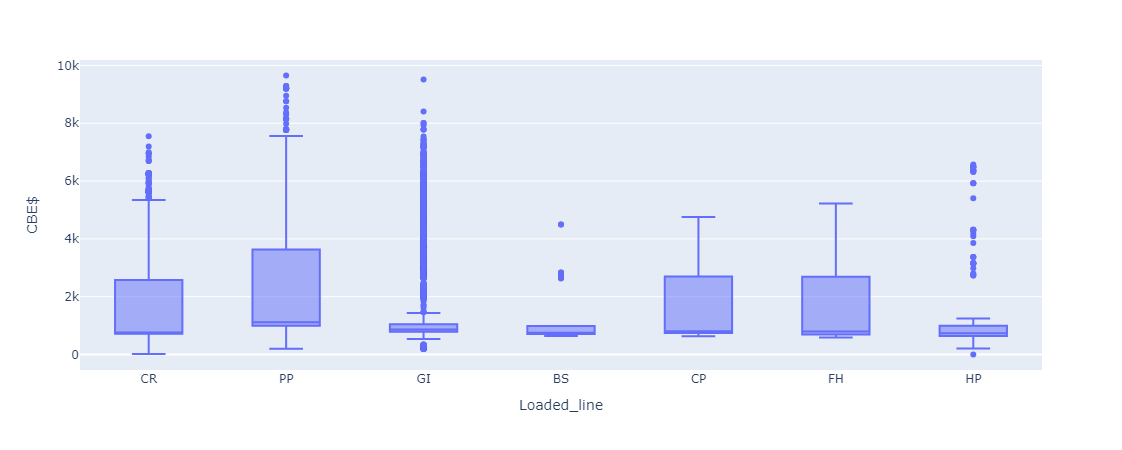 10k
8k
6k
4k
2k
0
CBE$
CR PP GI BS CP FH HP
Loaded_line